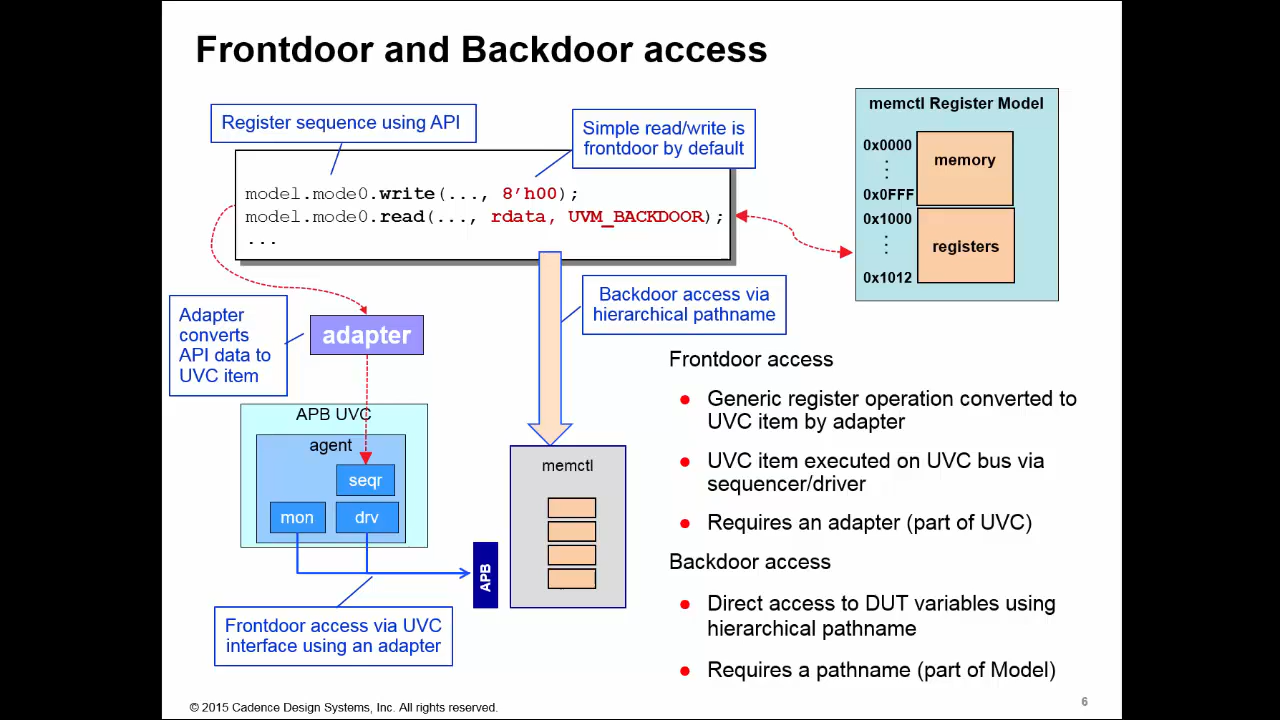 Frontdoor and Backdoor access
Register sequence using API
Simple read/write is
frontdoor by default
model.mode0.write(..., 8’h00);
model.mode0.read(..., rdata, UVM_BACKDOOR);
...
memctl Register Model
0x0000
memory
0x0FFF
0x1000
registers
0x1012
Backdoor access via
hierarchical pathname
Adapter
converts
API data to
UVC item
adapter
APB UVC
agent
seqr
mon
drv
memctl
APB
Frontdoor access via UVC
interface using an adapter
Frontdoor access
● Generic register operation converted to
UVC item by adapter
● UVC item executed on UVC bus via
sequencer/driver
● Requires an adapter (part of UVC)
Backdoor access
● Direct access to DUT variables using
hierarchical pathname
● Requires a pathname (part of Model)
© 2015 Cadence Design Systems, Inc. All rights reserved.
6